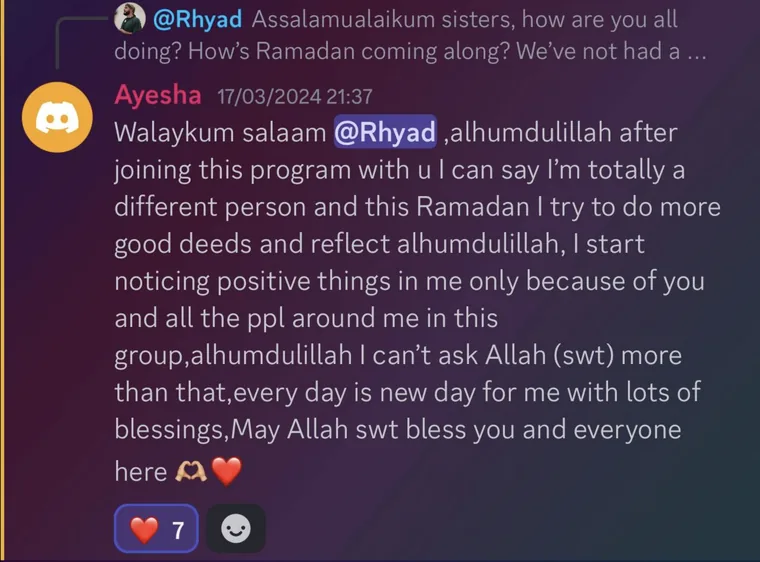 @Rhyad Assalamualaikum sisters, how are you all
doing? How's Ramadan coming along? We've not had a ...
Ayesha 17/03/2024 21:37
Walaykum salaam @Rhyad ,alhumdulillah after
joining this program with u I can say I'm totally a
different person and this Ramadan I try to do more
good deeds and reflect alhumdulillah, I start
noticing positive things in me only because of you
and all the ppl around me in this
group,alhumdulillah I can't ask Allah (swt) more
than that,every day is new day for me with lots of
blessings,May Allah swt bless you and everyone
here 🫶🏼❤️
❤️ 7